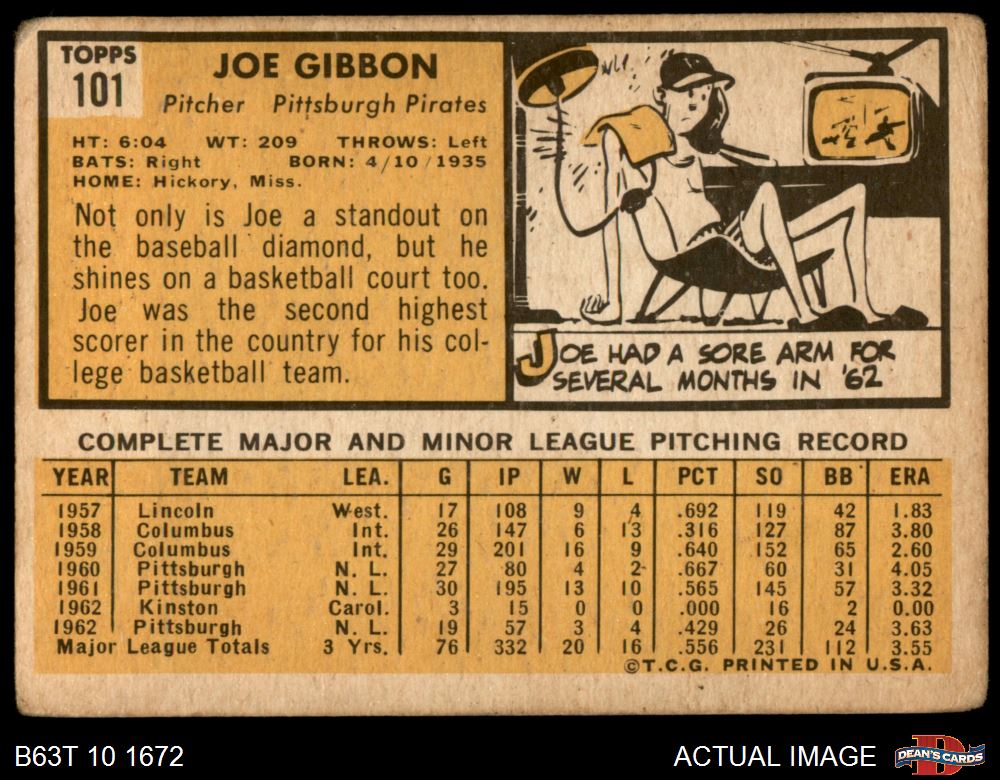 TOPPS
101
JOE GIBBON
Pitcher Pittsburgh Pirates
HT: 6:04 WT: 209 THROWS: Left
BATS: Right BORN: 4/10/1935
HOME: Hickory, Miss.
Not only is Joe a standout on
the baseball diamond, but he
shines on a basketball court too.
Joe was the second highest
scorer in the country for his col-
lege basketball team.
JOE HAD A SORE ARM FOR
SEVERAL MONTHS IN '62
COMPLETE MAJOR AND MINOR LEAGUE PITCHING RECORD
YEAR TEAM LEA. G IP W L PCT SO BB ERA
1957 Lincoln West. 17 108 9 4 .692 119 42 1.83
1958 Columbus Int. 26 147 6 13 .316 127 87 3.80
1959 Columbus Int. 29 201 16 9 .640 152 65 2.60
1960 Pittsburgh N. L. 27 80 4 2 .667 60 31 4.05
1961 Pittsburgh N. L. 30 195 13 10 .565 145 57 3.32
1962 Kinston Carol. 3 15 0 0 .000 16 2 0.00
1962 Pittsburgh N. L. 19 57 3 4 .429 26 24 3.63
Major League Totals 3 Yrs. 76 332 20 16 .556 231 112 3.55
©T.C.G. PRINTED IN U.S.A.
B63T 10 1672
ACTUAL IMAGE
DEAN'S CARDS